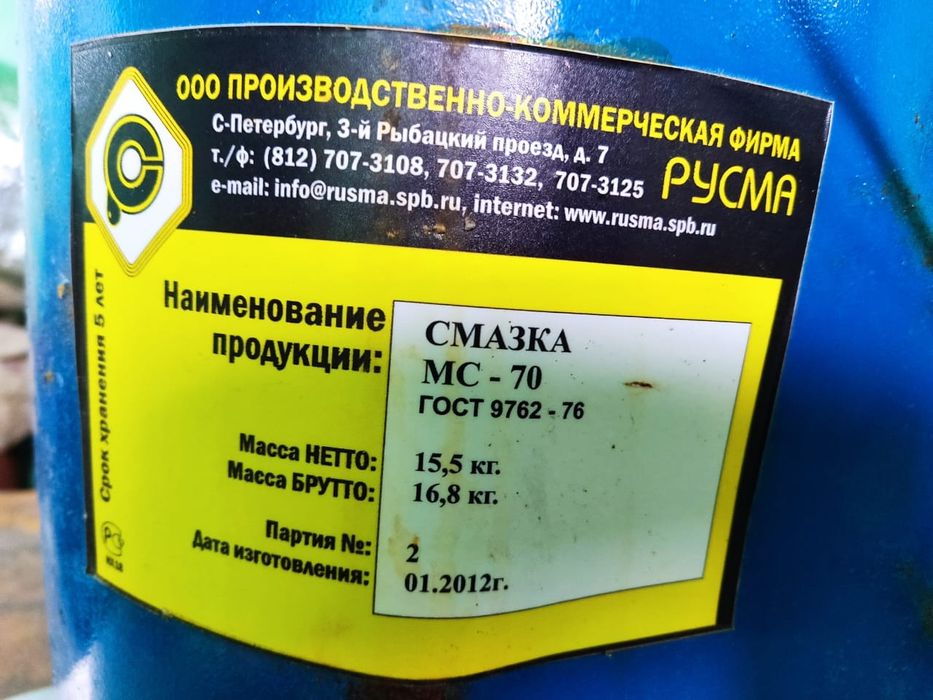 ООО ПРОИЗВОДСТВЕННО-КОММЕРЧЕСКАЯ ФИРМА
С-Петербург, 3-й Рыбацкий проезд, д. 7
т./ф: (812) 707-3108, 707-3132, 707-3125
РУСМА
e-mail: info@rusma.spb.ru, internet: www.rusma.spb.ru
Наименование продукции:
СМАЗКА
МС - 70
ГОСТ 9762 - 76
Масса НЕТТО: 15,5 кг.
Масса БРУТТО: 16,8 кг.
Партия №: 2
Дата изготовления: 01.2012г.
Срок хранения 5 лет